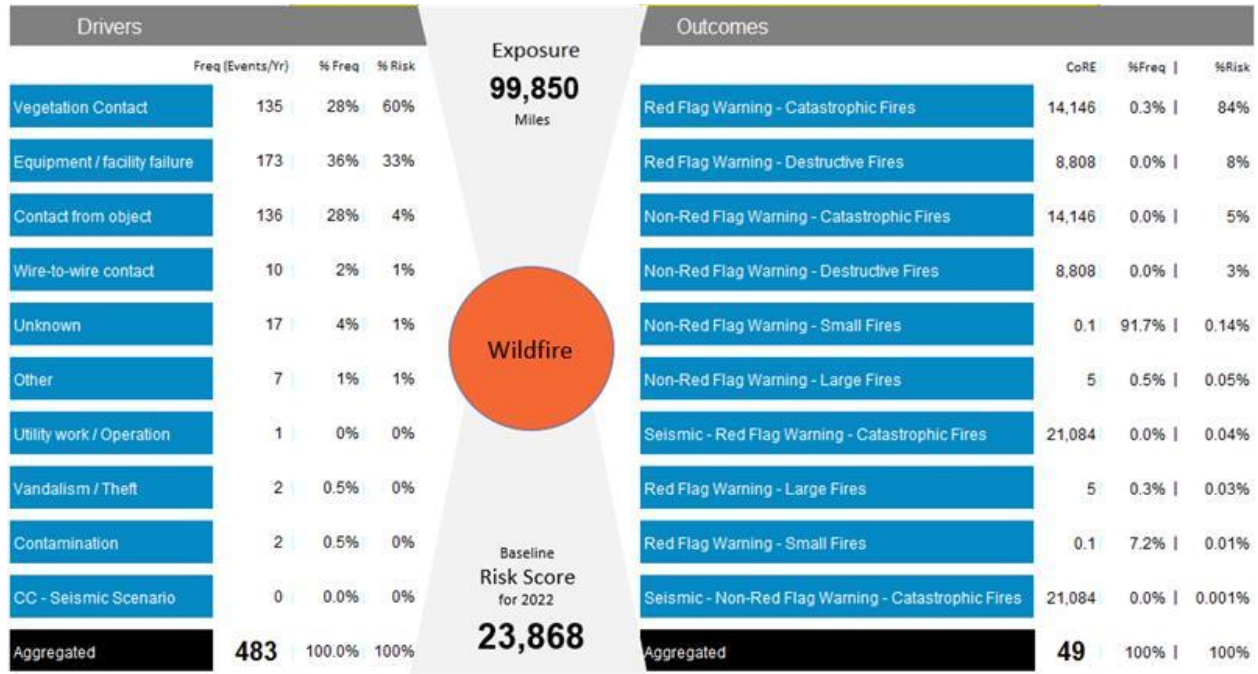 Drivers
Freq (Events/Yr) % Freq % Risk
Vegetation Contact 135 28% 60%
Equipment / facility failure 173 36% 33%
Contact from object 136 28% 4%
Wire-to-wire contact 10 2% 1%
Unknown 17 4% 1%
Other 7 1% 1%
Utility work / Operation 1 0% 0%
Vandalism / Theft 2 0.5% 0%
Contamination 2 0.5% 0%
CC - Seismic Scenario 0 0.0% 0%
Aggregated 483 100.0% 100%
Exposure
99,850
Miles
Wildfire
Baseline
Risk Score
for 2022
23,868
Outcomes
CoRE %Freq | %Risk
Red Flag Warning - Catastrophic Fires 14,146 0.3% | 84%
Red Flag Warning - Destructive Fires 8,808 0.0% | 8%
Non-Red Flag Warning - Catastrophic Fires 14,146 0.0% | 5%
Non-Red Flag Warning - Destructive Fires 8,808 0.0% | 3%
Non-Red Flag Warning - Small Fires 0.1 91.7% | 0.14%
Non-Red Flag Warning - Large Fires 5 0.5% | 0.05%
Seismic - Red Flag Warning - Catastrophic Fires 21,084 0.0% | 0.04%
Red Flag Warning - Large Fires 5 0.3% | 0.03%
Red Flag Warning - Small Fires 0.1 7.2% | 0.01%
Seismic - Non-Red Flag Warning - Catastrophic Fires 21,084 0.0% | 0.001%
Aggregated 49 100% | 100%